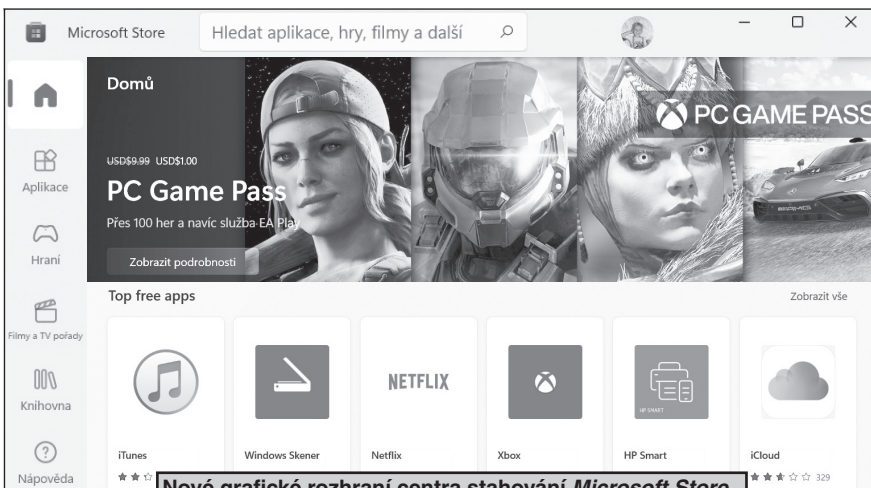 Microsoft Store
Hledat aplikace, hry, filmy a další
Domů
PC GAME PASS
USD$9.99 USD$1.00
PC Game Pass
Přes 100 her a navíc služba EA Play
Zobrazit podrobnosti
Aplikace
Hraní
Filmy a TV pořady
Knihovna
Nápověda
Top free apps
Zobrazit vše
NETFLIX
HP SMART
iTunes
Windows Skener
Netflix
Xbox
HP Smart
iCloud
329
Nové grafické rozhraní centra stahování Microsoft Store